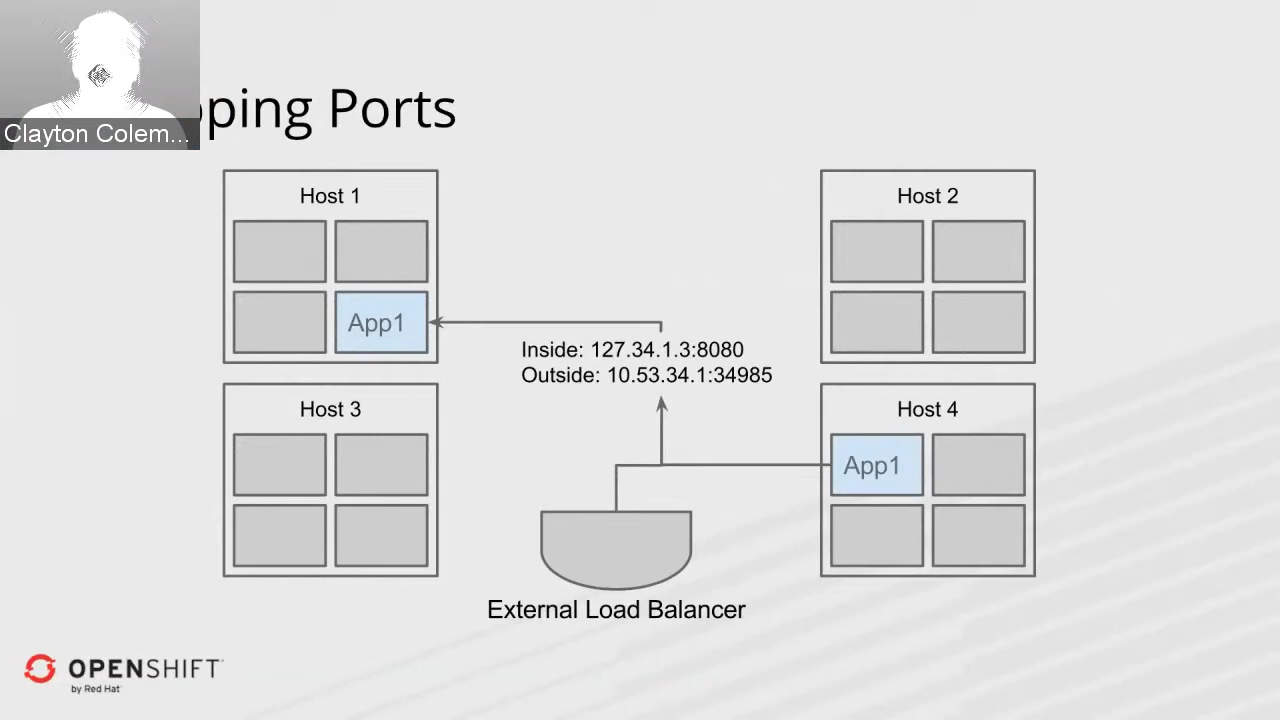 Clayton Colem...
pping Ports
Host 1
App1
Host 2
Inside: 127.34.1.3:8080
Outside: 10.53.34.1:34985
Host 3
Host 4
App1
External Load Balancer
OPENSHIFT
by Red Hat